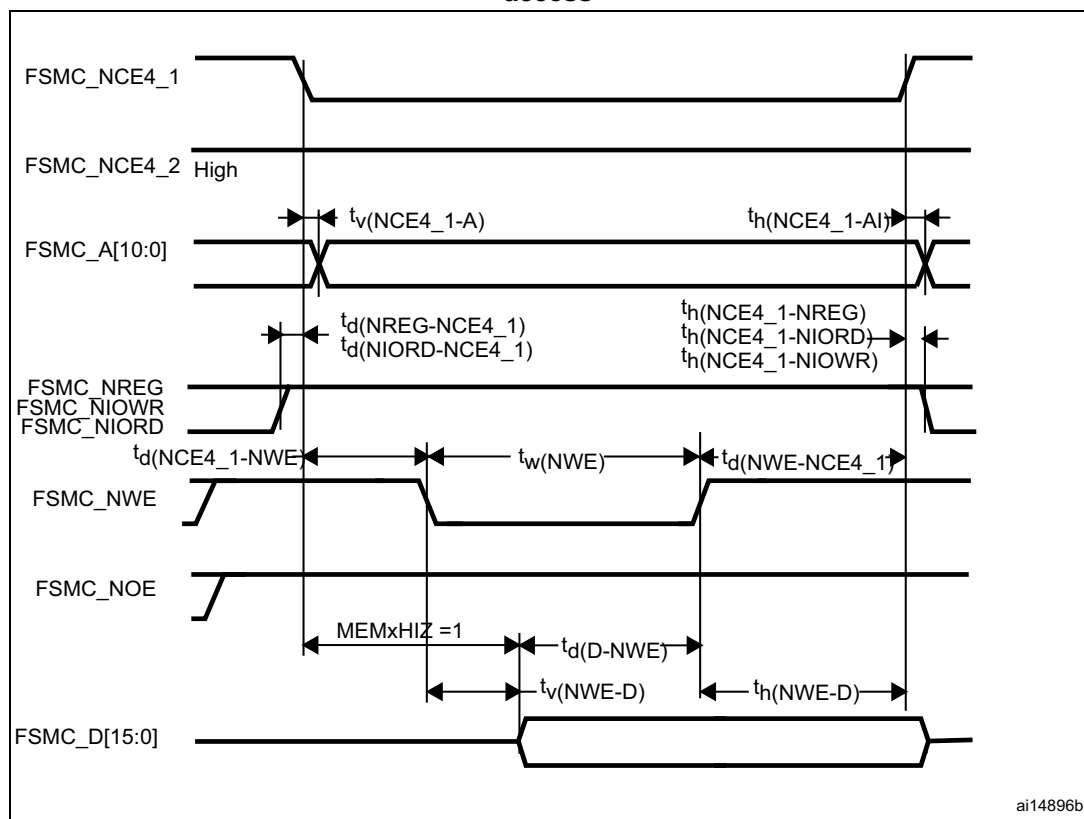 FSMC_NCE4_1
FSMC_NCE4_2 High
tv(NCE4_1-A)
th(NCE4_1-AI)
FSMC_A[10:0]
td(NREG-NCE4_1)
td(NIORD-NCE4_1)
th(NCE4_1-NREG)
th(NCE4_1-NIORD)
th(NCE4_1-NIOWR)
FSMC_NREG
FSMC_NIOWR
FSMC_NIORD
td(NCE4_1-NWE)
tw(NWE)
td(NWE-NCE4_1)
FSMC_NWE
FSMC_NOE
MEMxHIZ =1
td(D-NWE)
tv(NWE-D)
th(NWE-D)
FSMC_D[15:0]
ai14896b